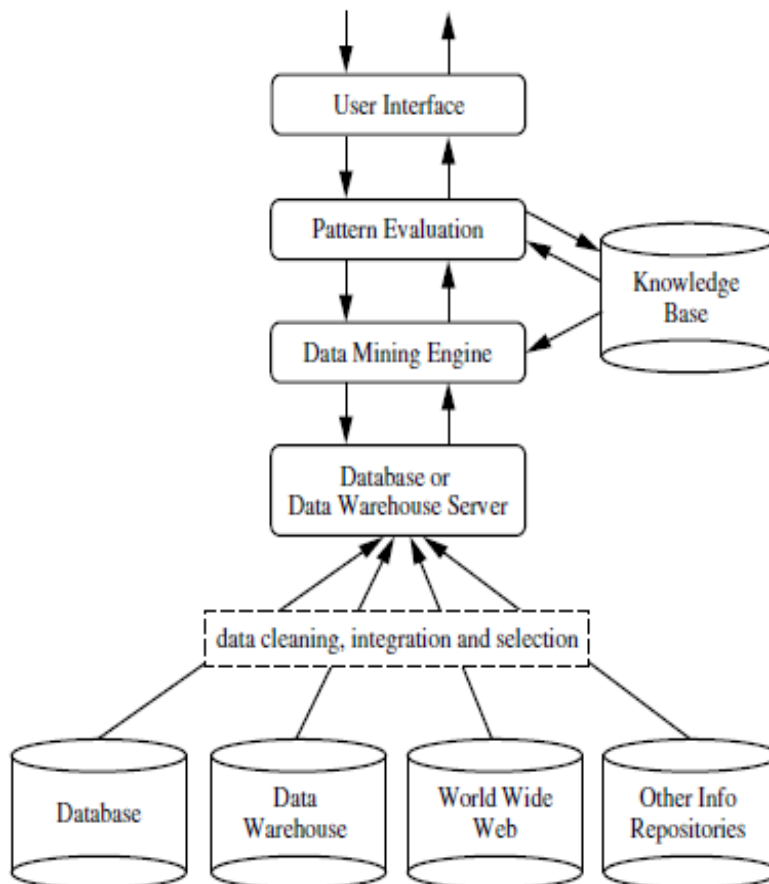 User Interface
Pattern Evaluation
Knowledge
Base
Data Mining Engine
Database or
Data Warehouse Server
data cleaning, integration and selection
Database
Data
Warehouse
World Wide
Web
Other Info
Repositories